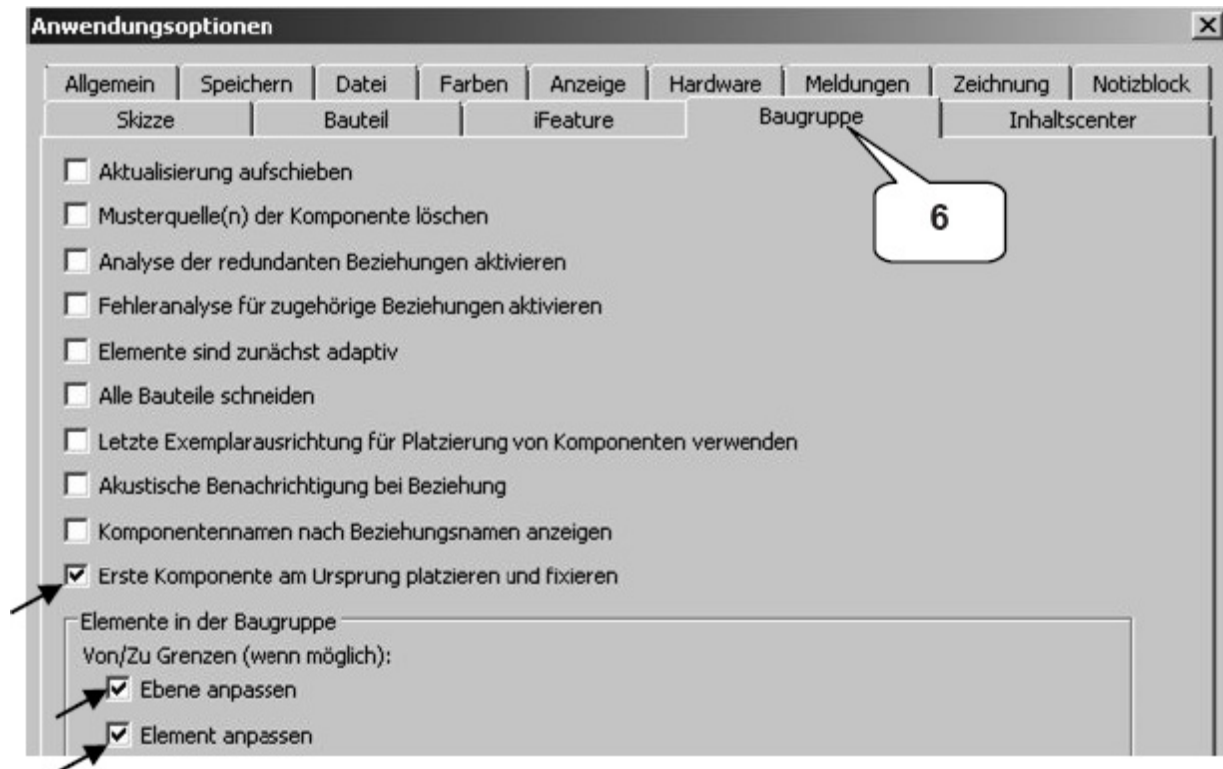 Anwendungsoptionen
Allgemein Speichern Datei Farben Anzeige Hardware Meldungen Zeichnung Notizblock
Skizze Bauteil iFeature Baugruppe Inhaltscenter
Aktualisierung aufschieben
6
Musterquelle(n) der Komponente löschen
Analyse der redundanten Beziehungen aktivieren
Fehleranalyse für zugehörige Beziehungen aktivieren
Elemente sind zunächst adaptiv
Alle Bauteile schneiden
Letzte Exemplarausrichtung für Platzierung von Komponenten verwenden
Akustische Benachrichtigung bei Beziehung
Komponentennamen nach Beziehungsnamen anzeigen
Erste Komponente am Ursprung platzieren und fixieren
Elemente in der Baugruppe
Von/Zu Grenzen (wenn möglich):
Ebene anpassen
Element anpassen